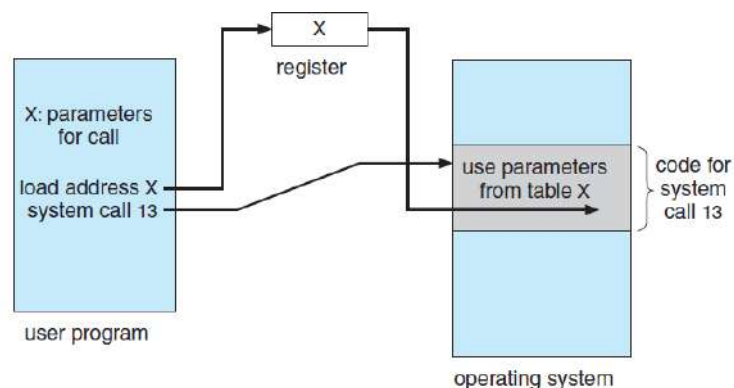 X
register
X: parameters
for call
load address X
system call 13
user program
use parameters
from table X
code for
system
call 13
operating system